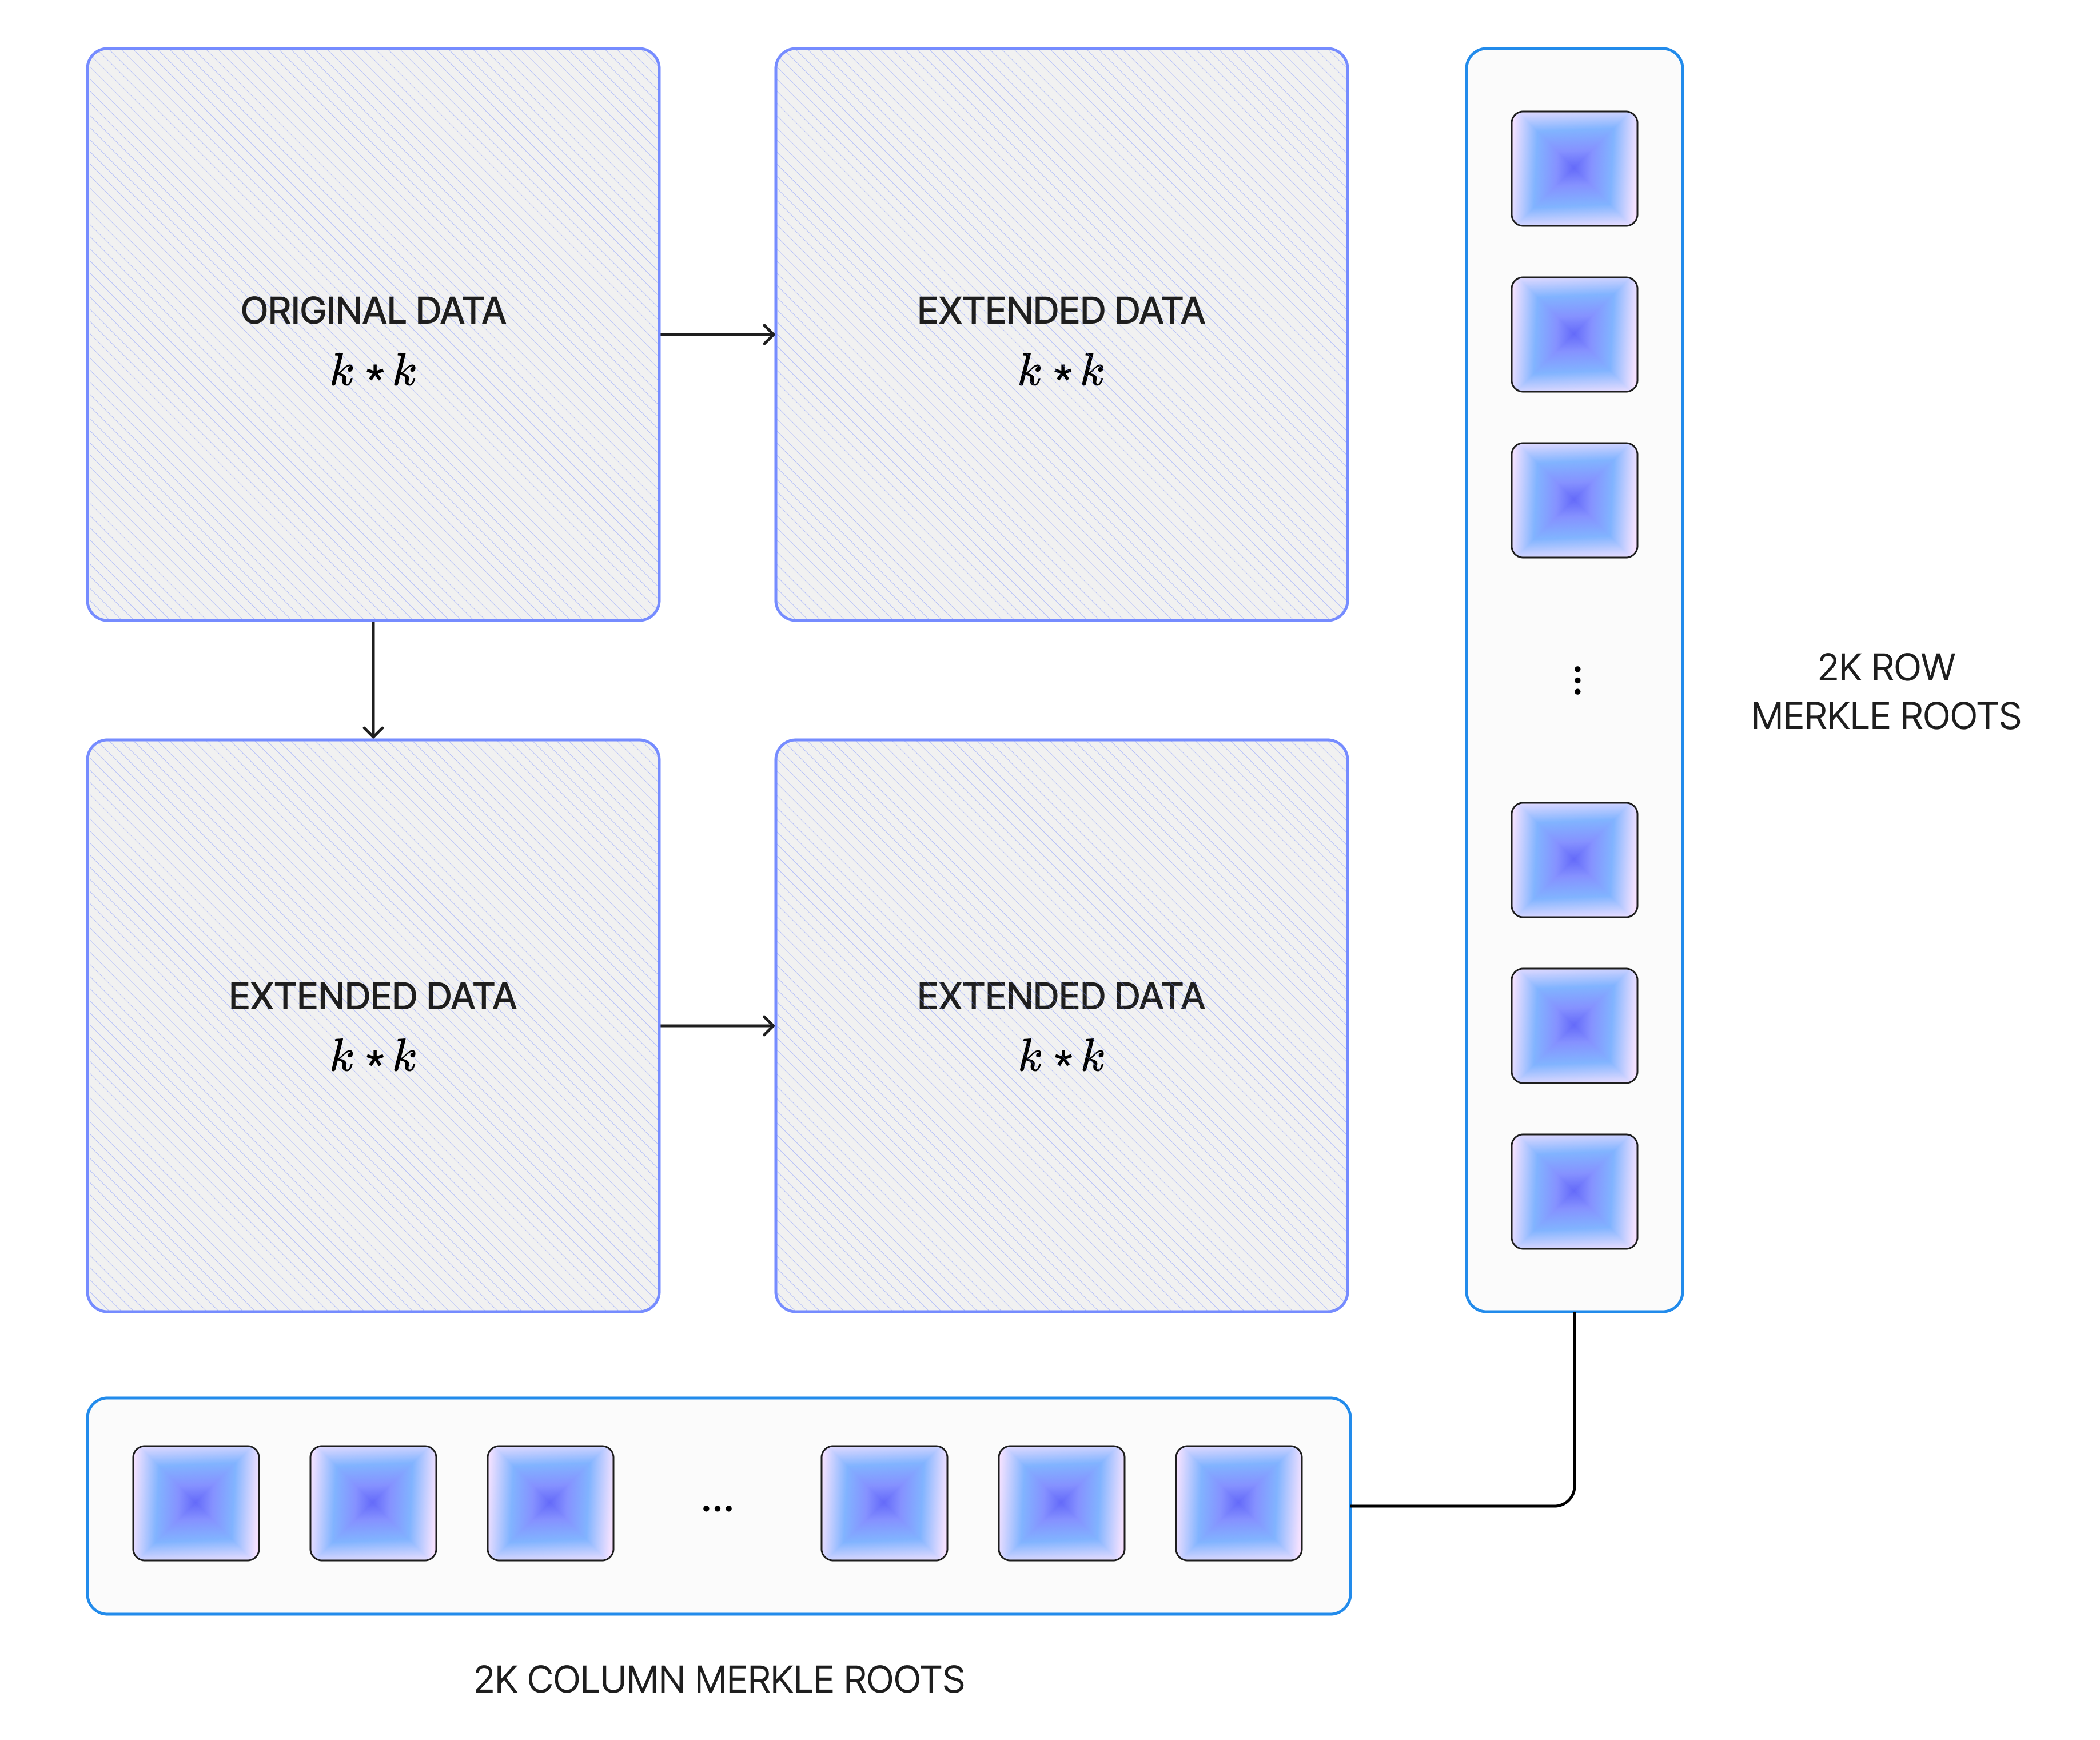 ORIGINAL DATA
k * k
EXTENDED DATA
k * k
EXTENDED DATA
k * k
EXTENDED DATA
k * k
2K ROW
MERKLE ROOTS
2K COLUMN MERKLE ROOTS